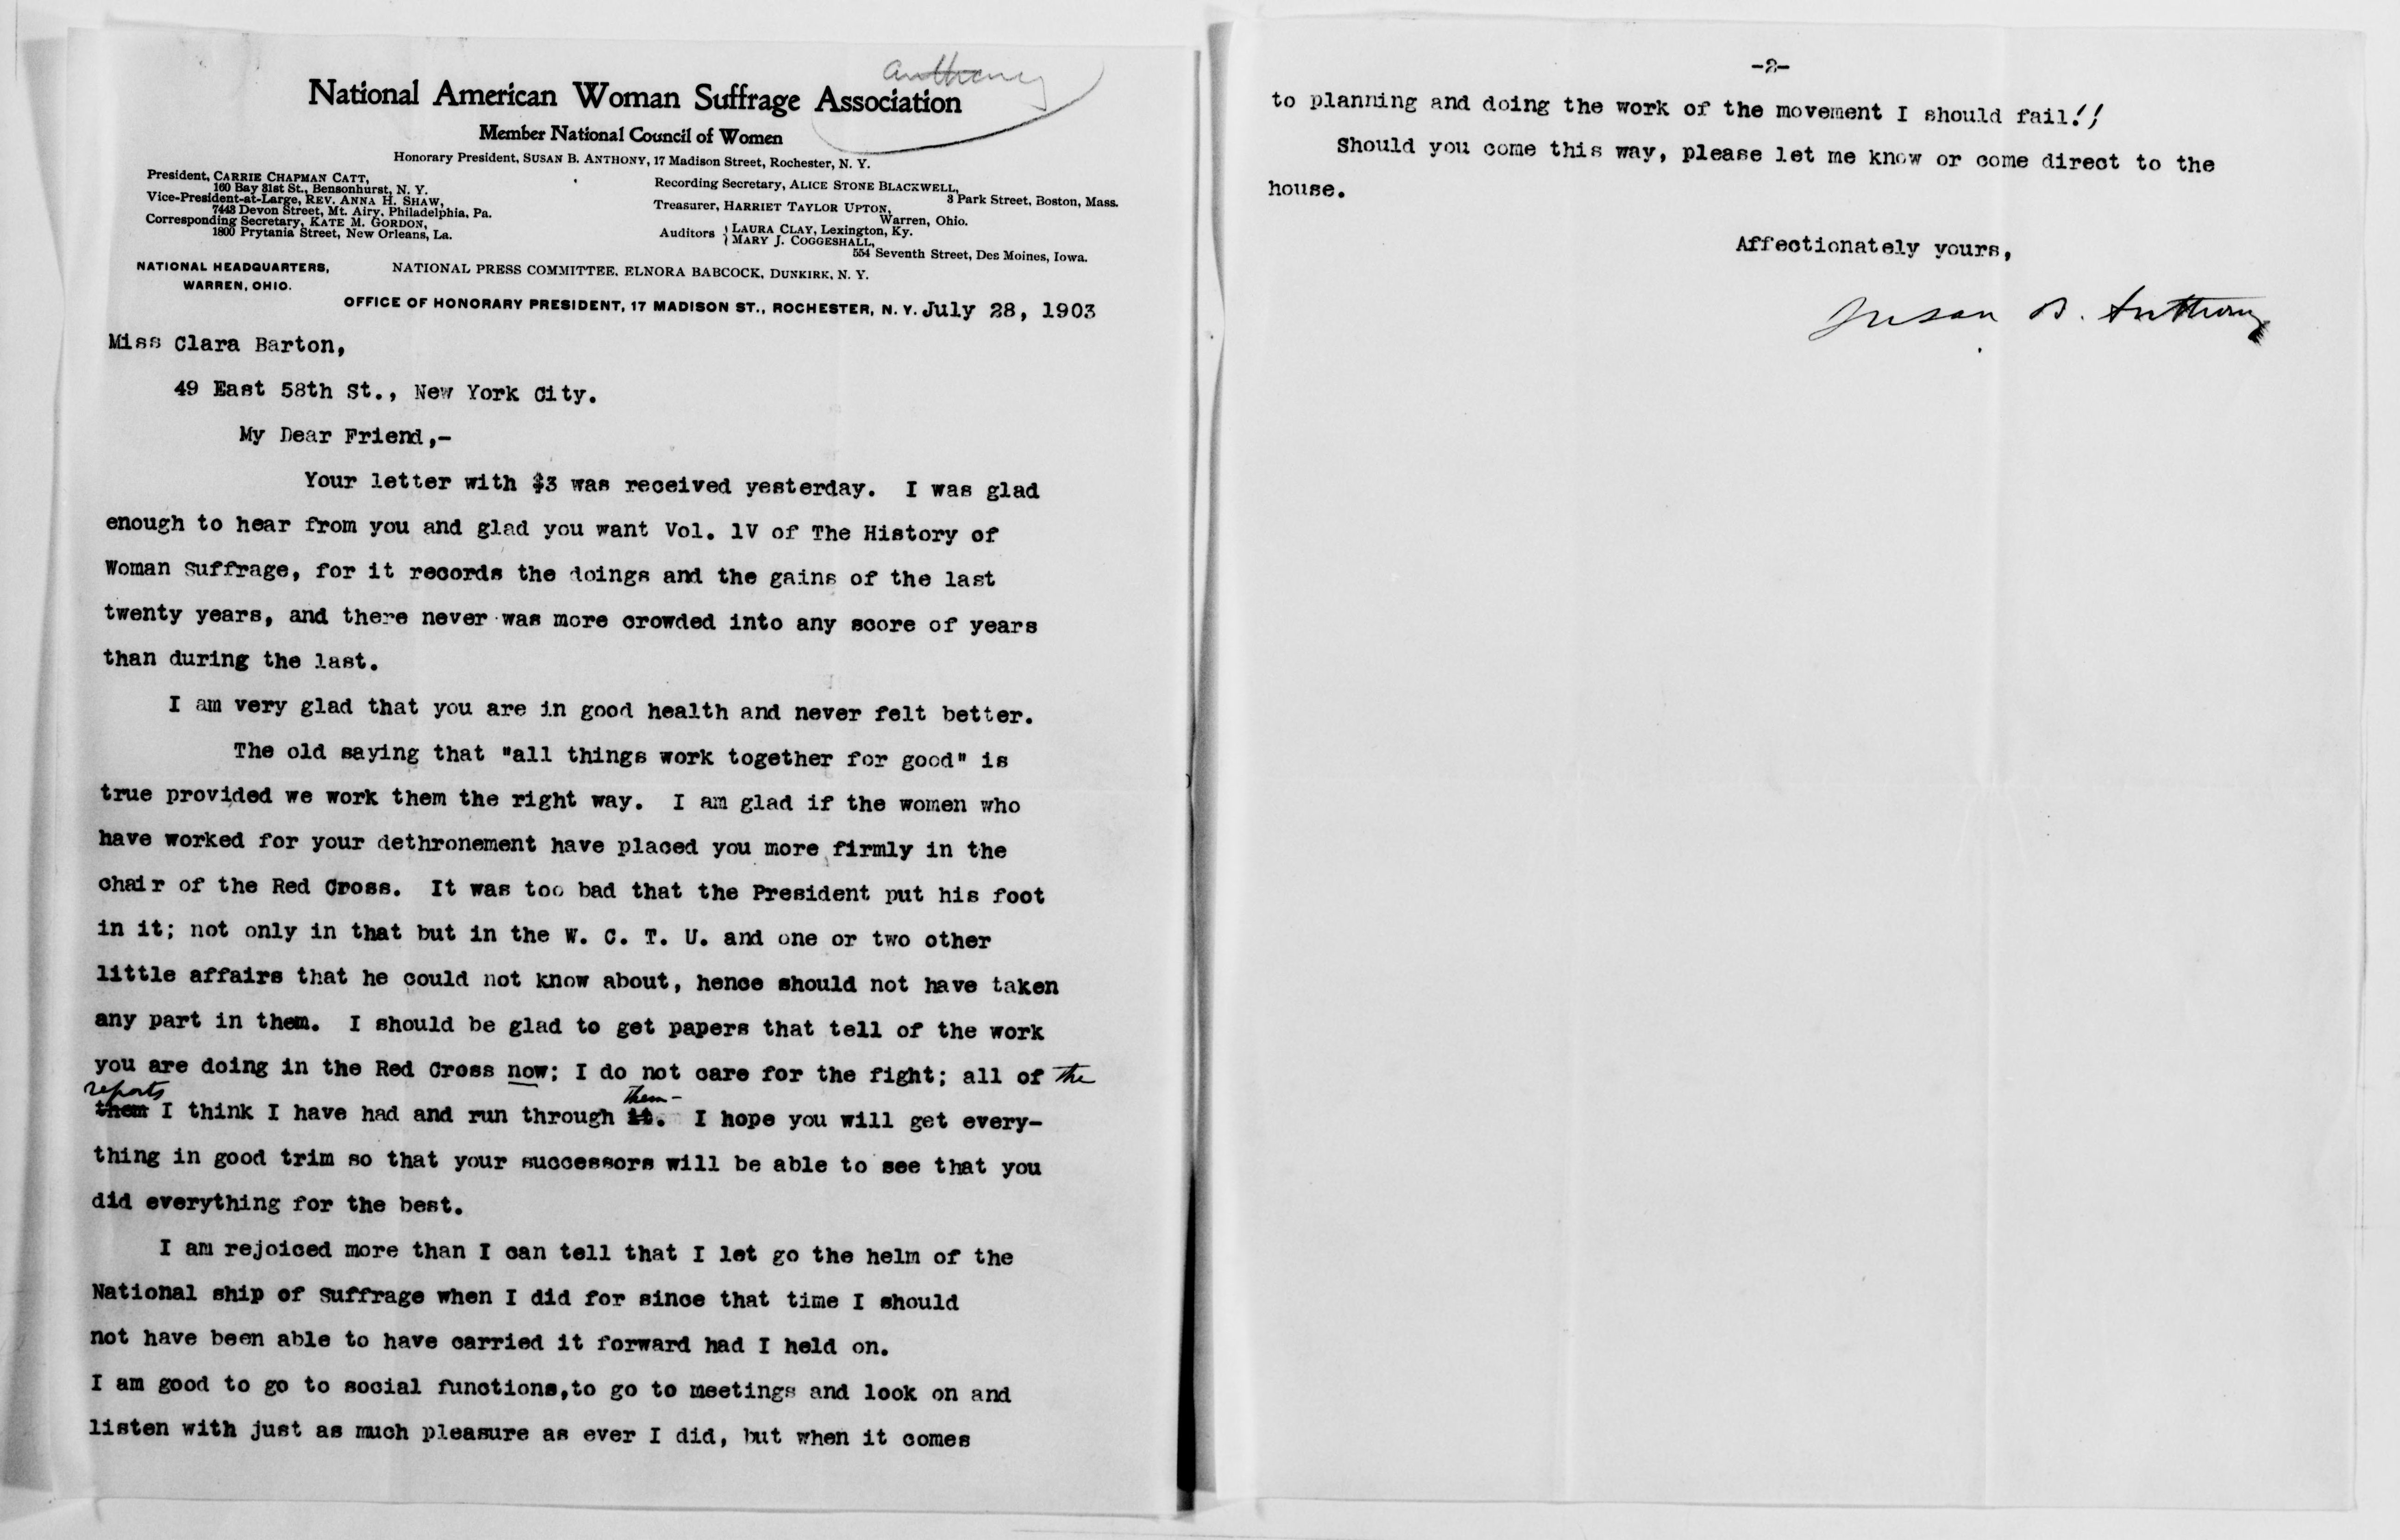 Anthony
National American Woman Suffrage Association
Member National Council of Women
Honorary President, SUSAN B. ANTHONY, 17 Madison Street, Rochester, N. Y.
President, CARRIE CHAPMAN CATT,
160 Bay 31st St., Bensonhurst, N. Y.
Vice-President-at-Large, REV. ANNA H. SHAW,
7443 Devon Street, Mt. Airy, Philadelphia, Pa.
Corresponding Secretary, KATE M. GORDON,
1800 Prytania Street, New Orleans, La.
Recording Secretary, ALICE STONE BLACKWELL,
3 Park Street, Boston, Mass.
Treasurer, HARRIET TAYLOR UPTON,
Warren, Ohio.
Auditors { LAURA CLAY, Lexington, Ky.
{ MARY J. COGGESHALL,
554 Seventh Street, Des Moines, Iowa.
NATIONAL HEADQUARTERS,
WARREN, OHIO.
NATIONAL PRESS COMMITTEE, ELNORA BABCOCK, DUNKIRK, N. Y.
OFFICE OF HONORARY PRESIDENT, 17 MADISON ST., ROCHESTER, N. Y. July 28, 1903
Miss Clara Barton,
49 East 58th St., New York City.
My Dear Friend,-
Your letter with $3 was received yesterday. I was glad
enough to hear from you and glad you want Vol. 1V of The History of
Woman Suffrage, for it records the doings and the gains of the last
twenty years, and there never was more crowded into any score of years
than during the last.
I am very glad that you are in good health and never felt better.
The old saying that "all things work together for good" is
true provided we work them the right way. I am glad if the women who
have worked for your dethronement have placed you more firmly in the
chair of the Red Cross. It was too bad that the President put his foot
in it; not only in that but in the W. C. T. U. and one or two other
little affairs that he could not know about, hence should not have taken
any part in them. I should be glad to get papers that tell of the work
you are doing in the Red Cross now; I do not care for the fight; all of the
reports them-
them I think I have had and run through it. I hope you will get every-
thing in good trim so that your successors will be able to see that you
did everything for the best.
I am rejoiced more than I can tell that I let go the helm of the
National ship of Suffrage when I did for since that time I should
not have been able to have carried it forward had I held on.
I am good to go to social functions,to go to meetings and look on and
listen with just as much pleasure as ever I did, but when it comes
-2-
to planning and doing the work of the movement I should fail!!
Should you come this way, please let me know or come direct to the
house.
Affectionately yours,
Susan B. Anthony